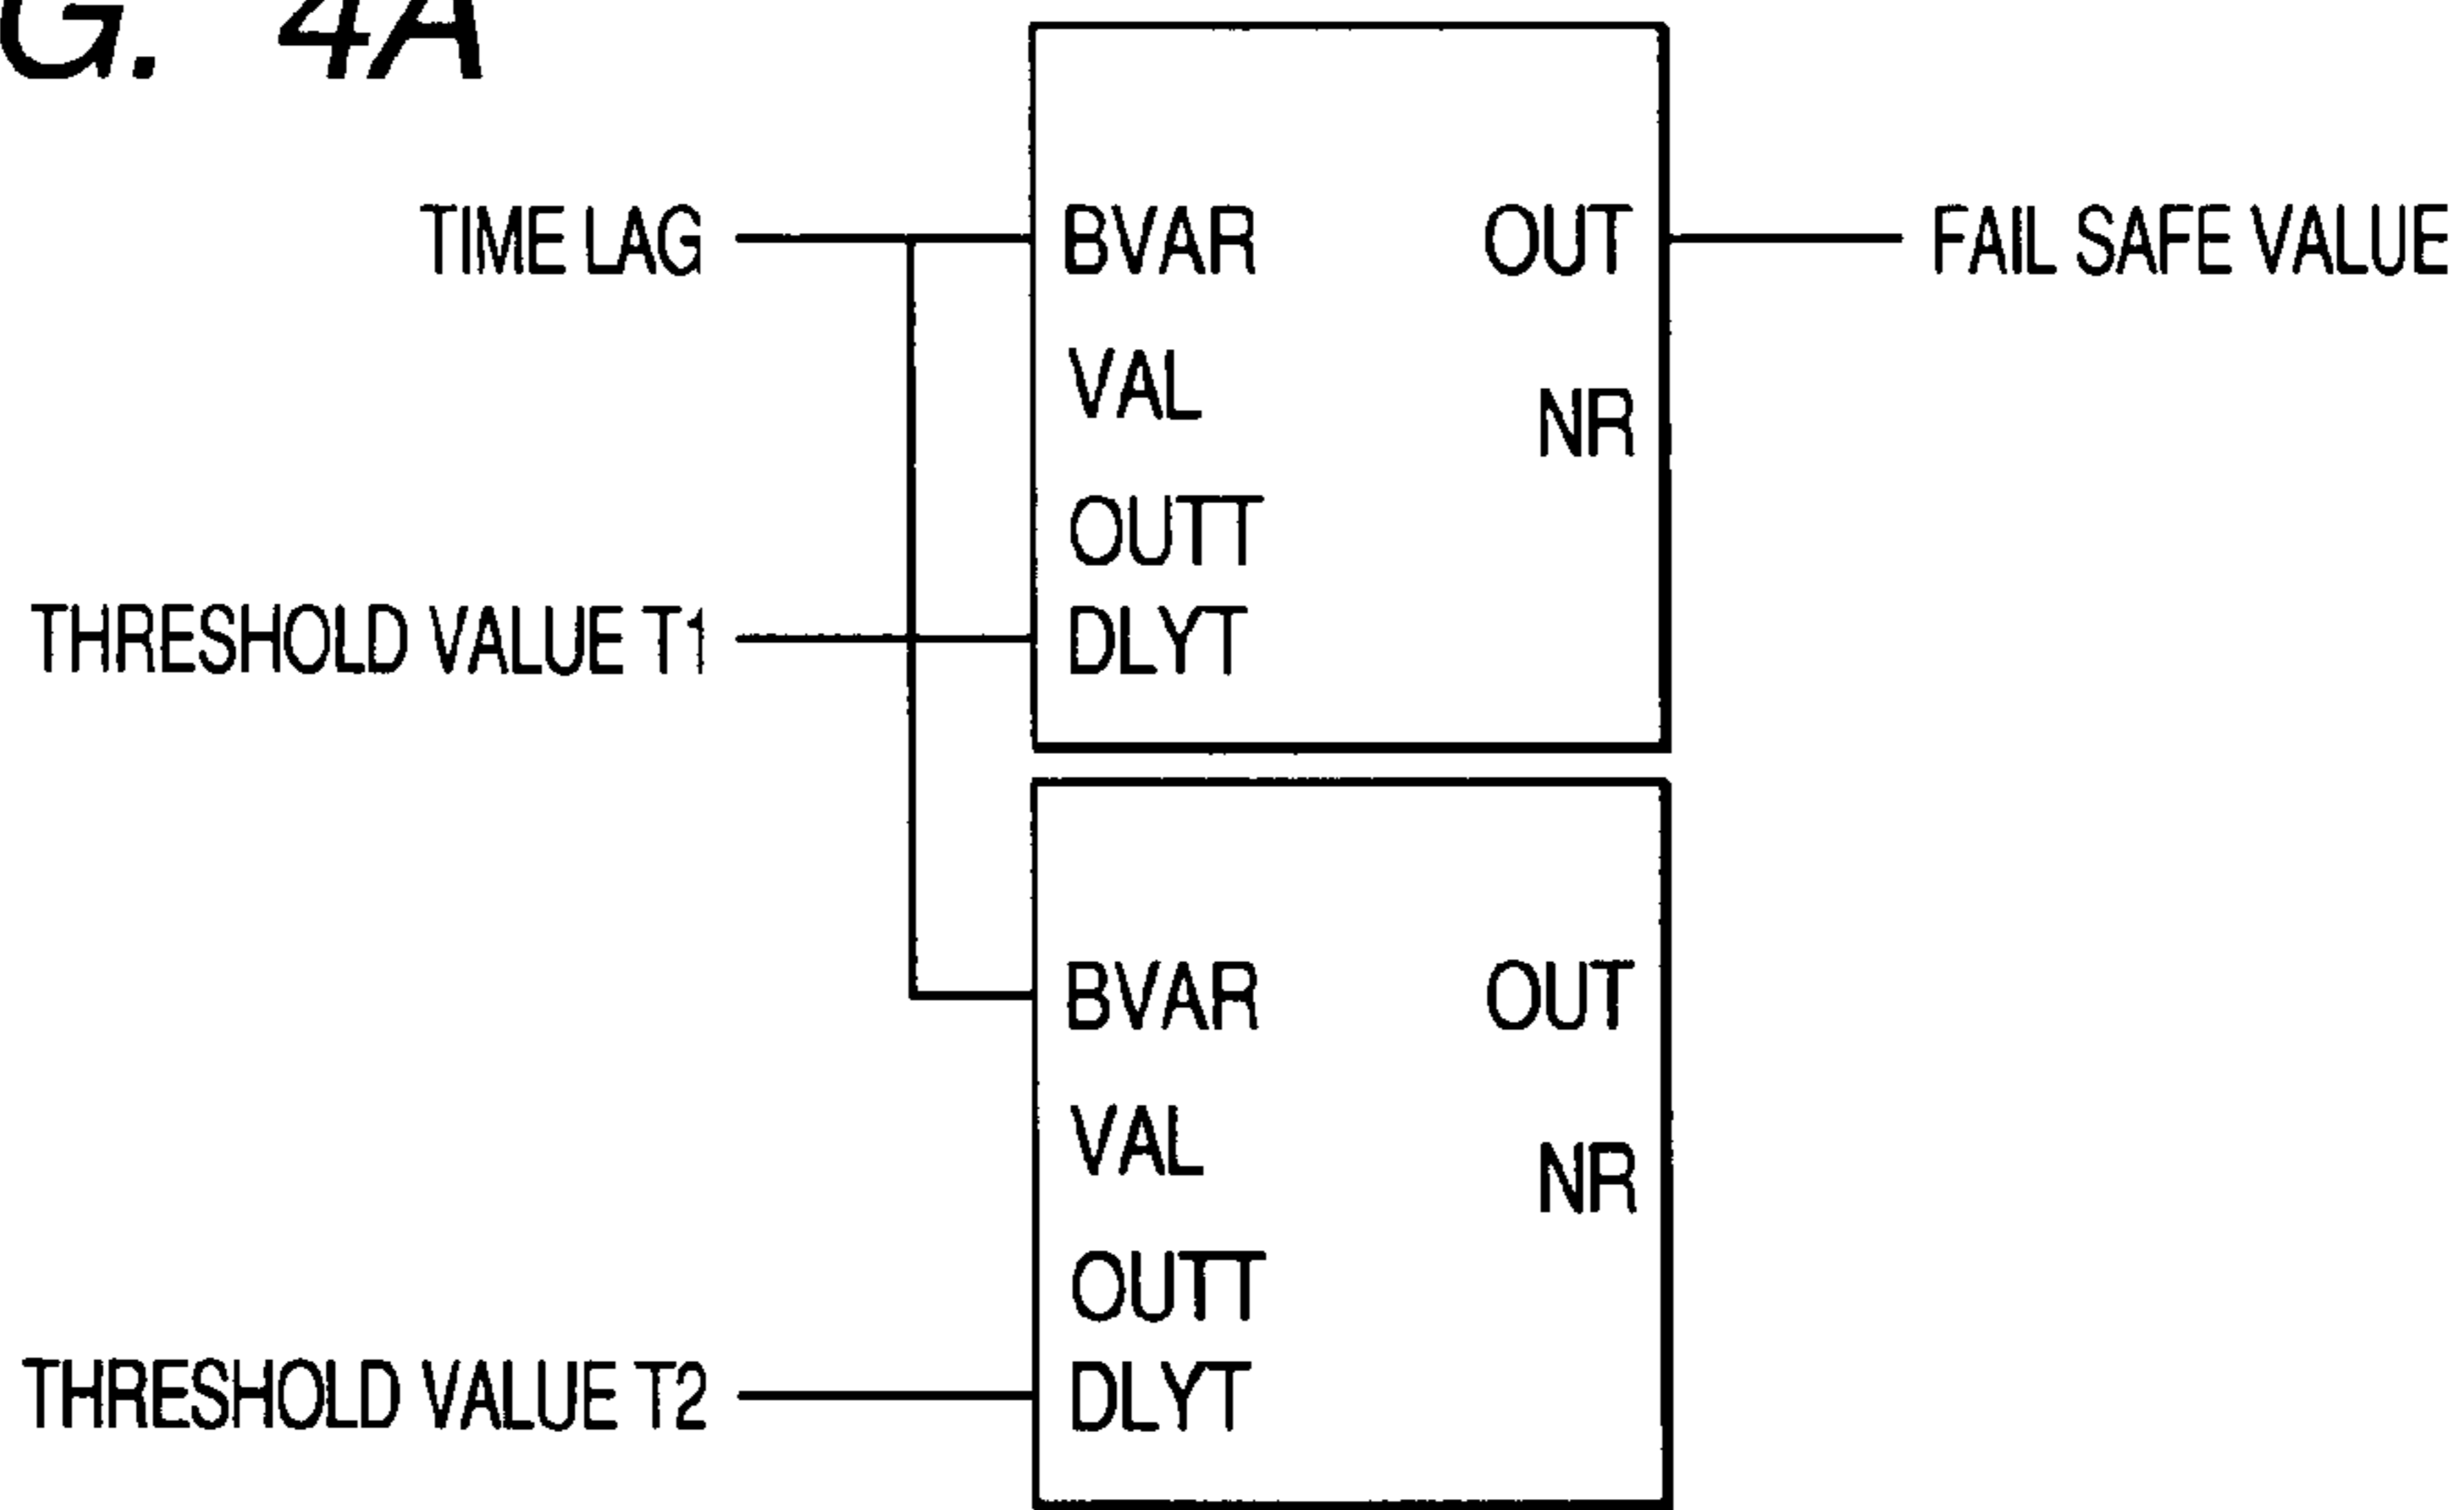 G. 4A
TIME LAG
BVAR
OUT
FAIL SAFE VALUE
VAL
NR
OUTT
THRESHOLD VALUE T1
DLYT
BVAR
OUT
VAL
NR
OUTT
THRESHOLD VALUE T2
DLYT